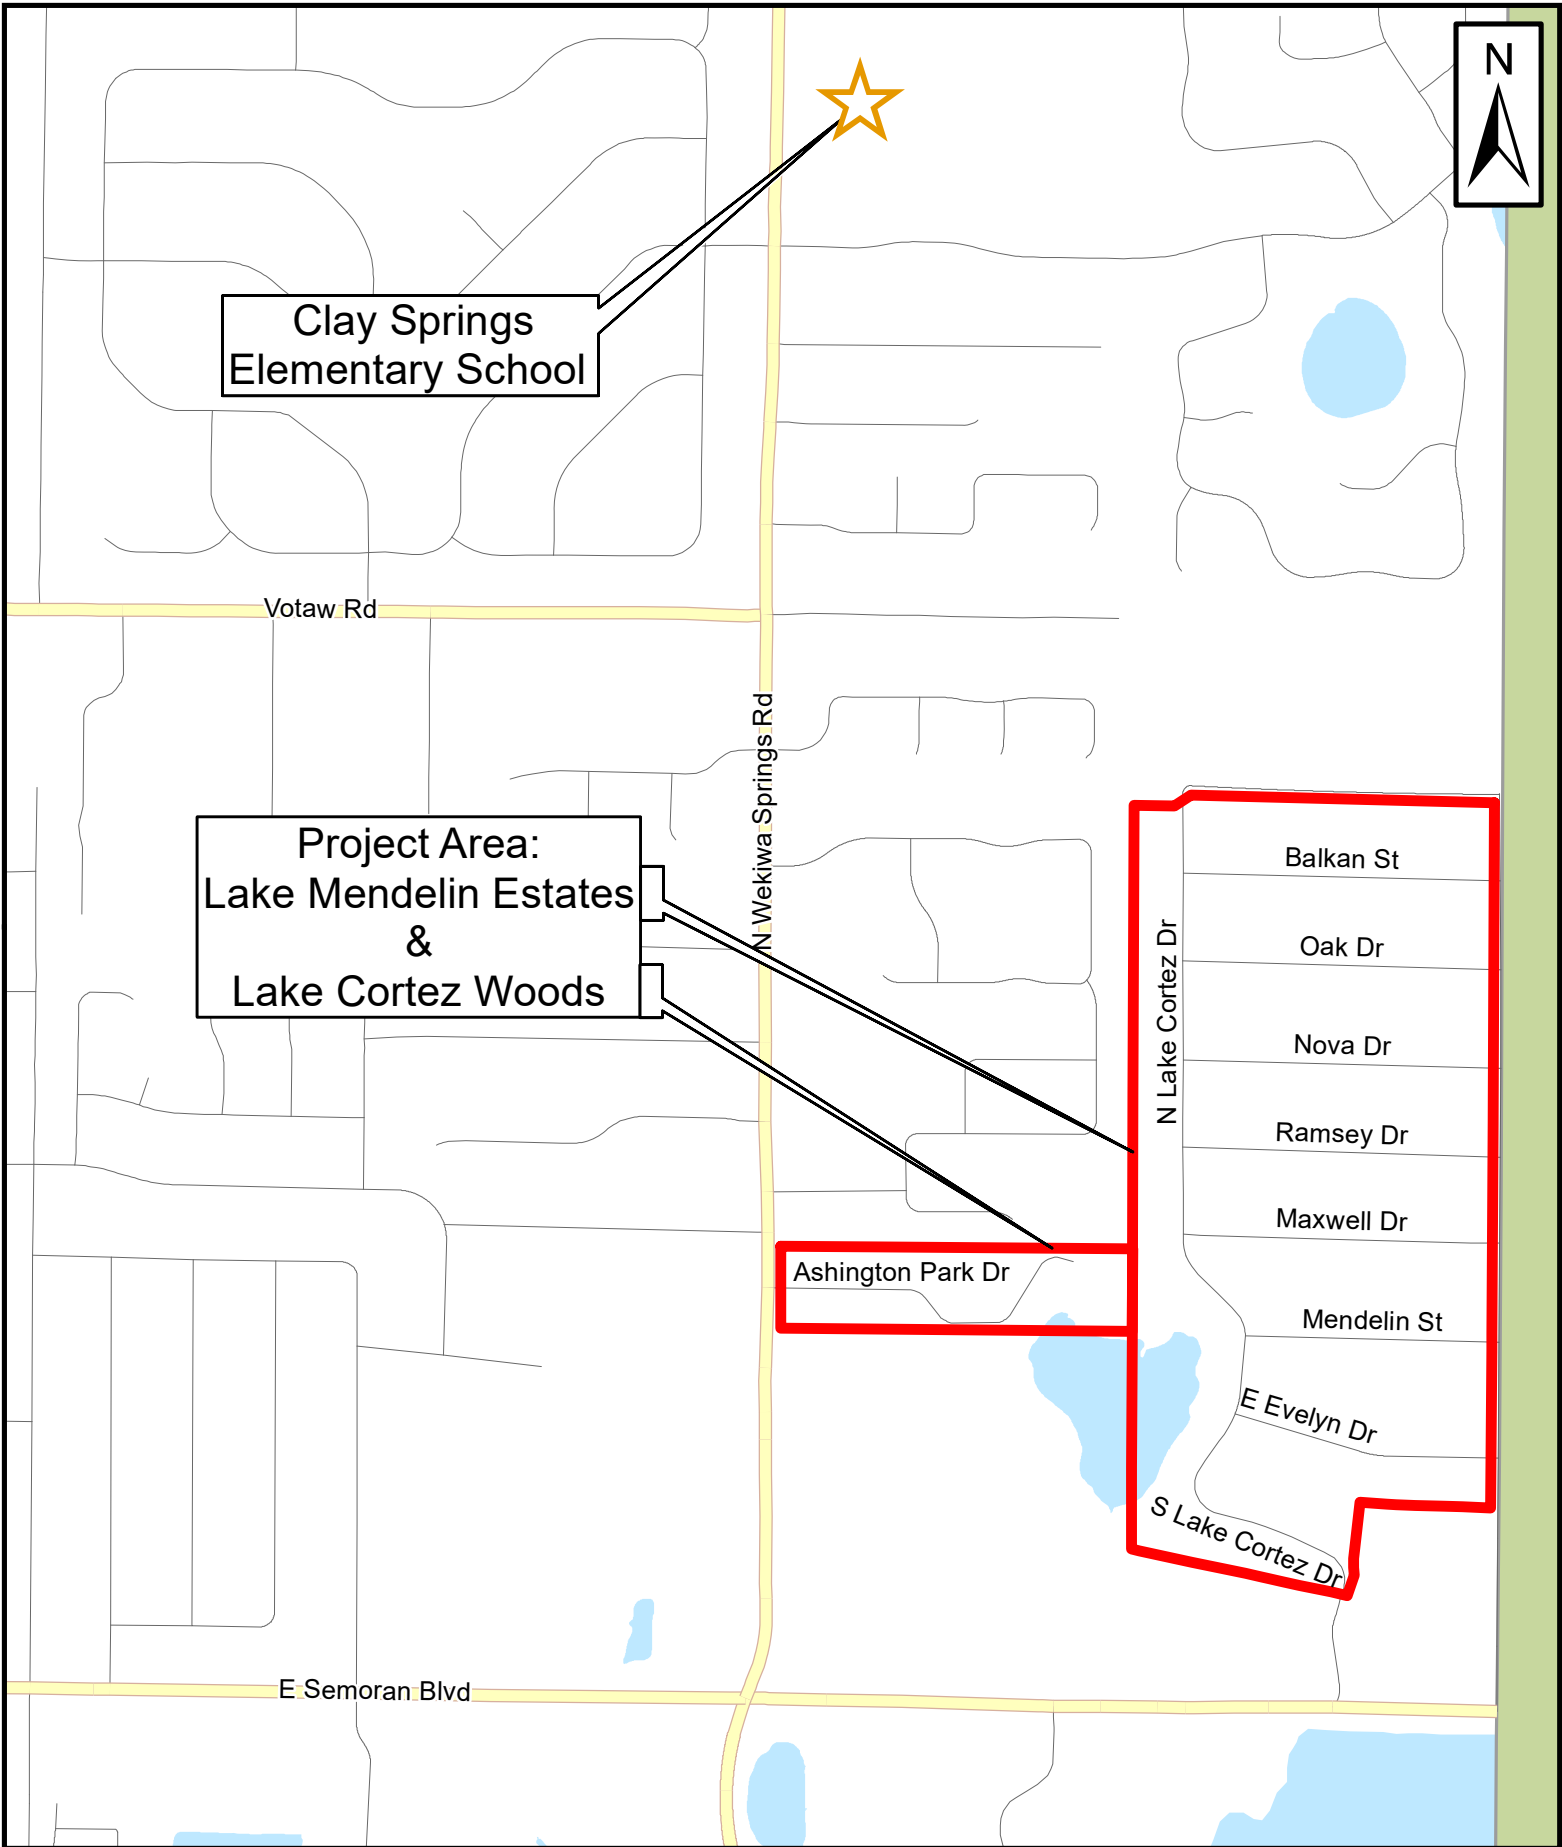 N
Clay Springs
Elementary School
Votaw Rd
N Wekiwa Springs Rd
Project Area:
Lake Mendelin Estates
&
Lake Cortez Woods
Balkan St
Oak Dr
N Lake Cortez Dr
Nova Dr
Ramsey Dr
Maxwell Dr
Ashington Park Dr
Mendelin St
E Evelyn Dr
S Lake Cortez Dr
E Semoran Blvd